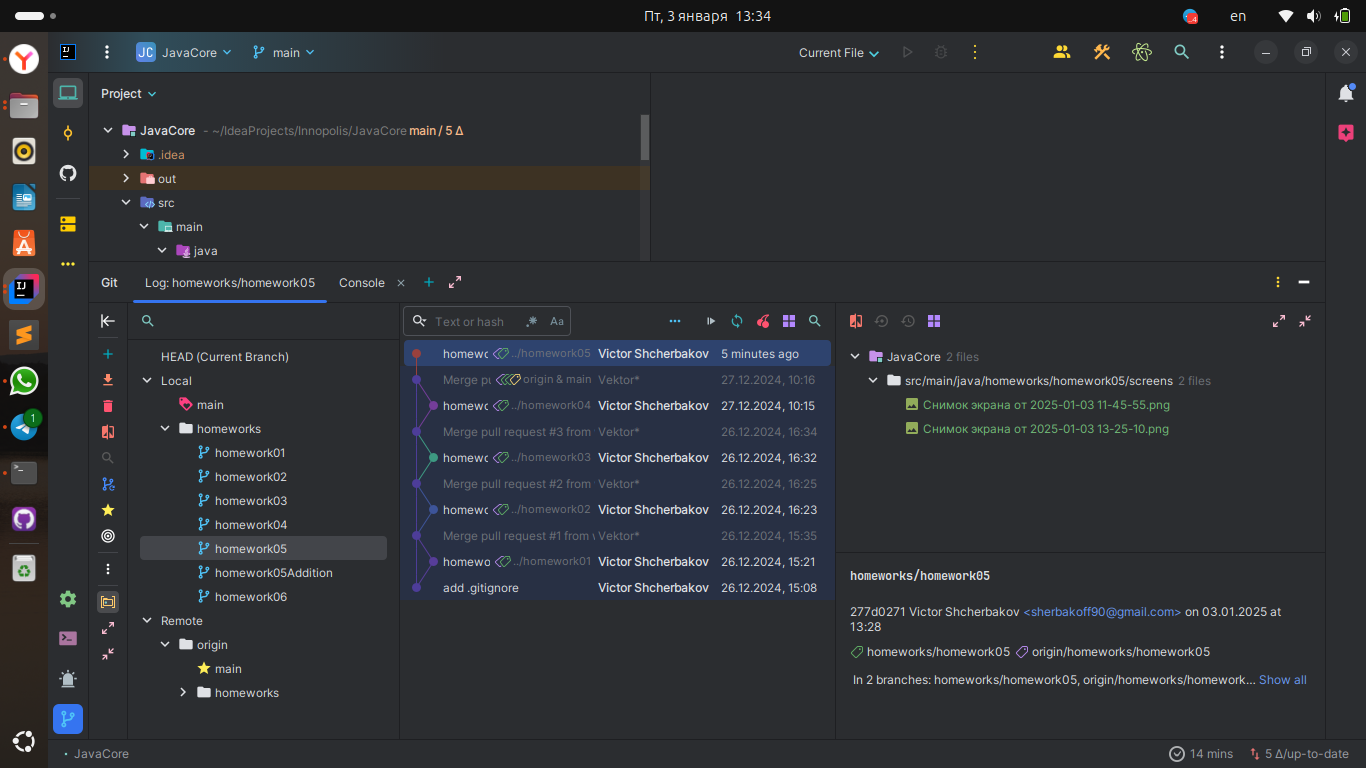 Пт, 3 января 13:34
4
en
JC JavaCore main
Current File
Project
JavaCore - ~/IdeaProjects/Innopolis/JavaCore main / 5 Δ
.idea
out
src
main
java
Git Log: homeworks/homework05 Console
Text or hash .* Aa
HEAD (Current Branch)
Local
main
homeworks
homework01
homework02
homework03
homework04
homework05
homework05Addition
homework06
Remote
origin
main
homeworks
homewo ../homework05 Victor Shcherbakov 5 minutes ago
Merge pu origin & main Vektor* 27.12.2024, 10:16
homewo ../homework04 Victor Shcherbakov 27.12.2024, 10:15
Merge pull request #3 from Vektor* 26.12.2024, 16:34
homewo ../homework03 Victor Shcherbakov 26.12.2024, 16:32
Merge pull request #2 from Vektor* 26.12.2024, 16:25
homewo ../homework02 Victor Shcherbakov 26.12.2024, 16:23
Merge pull request #1 from Vektor* 26.12.2024, 15:35
homewo ../homework01 Victor Shcherbakov 26.12.2024, 15:21
add .gitignore Victor Shcherbakov 26.12.2024, 15:08
JavaCore 2 files
src/main/java/homeworks/homework05/screens 2 files
Снимок экрана от 2025-01-03 11-45-55.png
Снимок экрана от 2025-01-03 13-25-10.png
homeworks/homework05
277d0271 Victor Shcherbakov <sherbakoff90@gmail.com> on 03.01.2025 at
13:28
homeworks/homework05 origin/homeworks/homework05
In 2 branches: homeworks/homework05, origin/homeworks/homework... Show all
1
JavaCore
14 mins
5 Δ/up-to-date